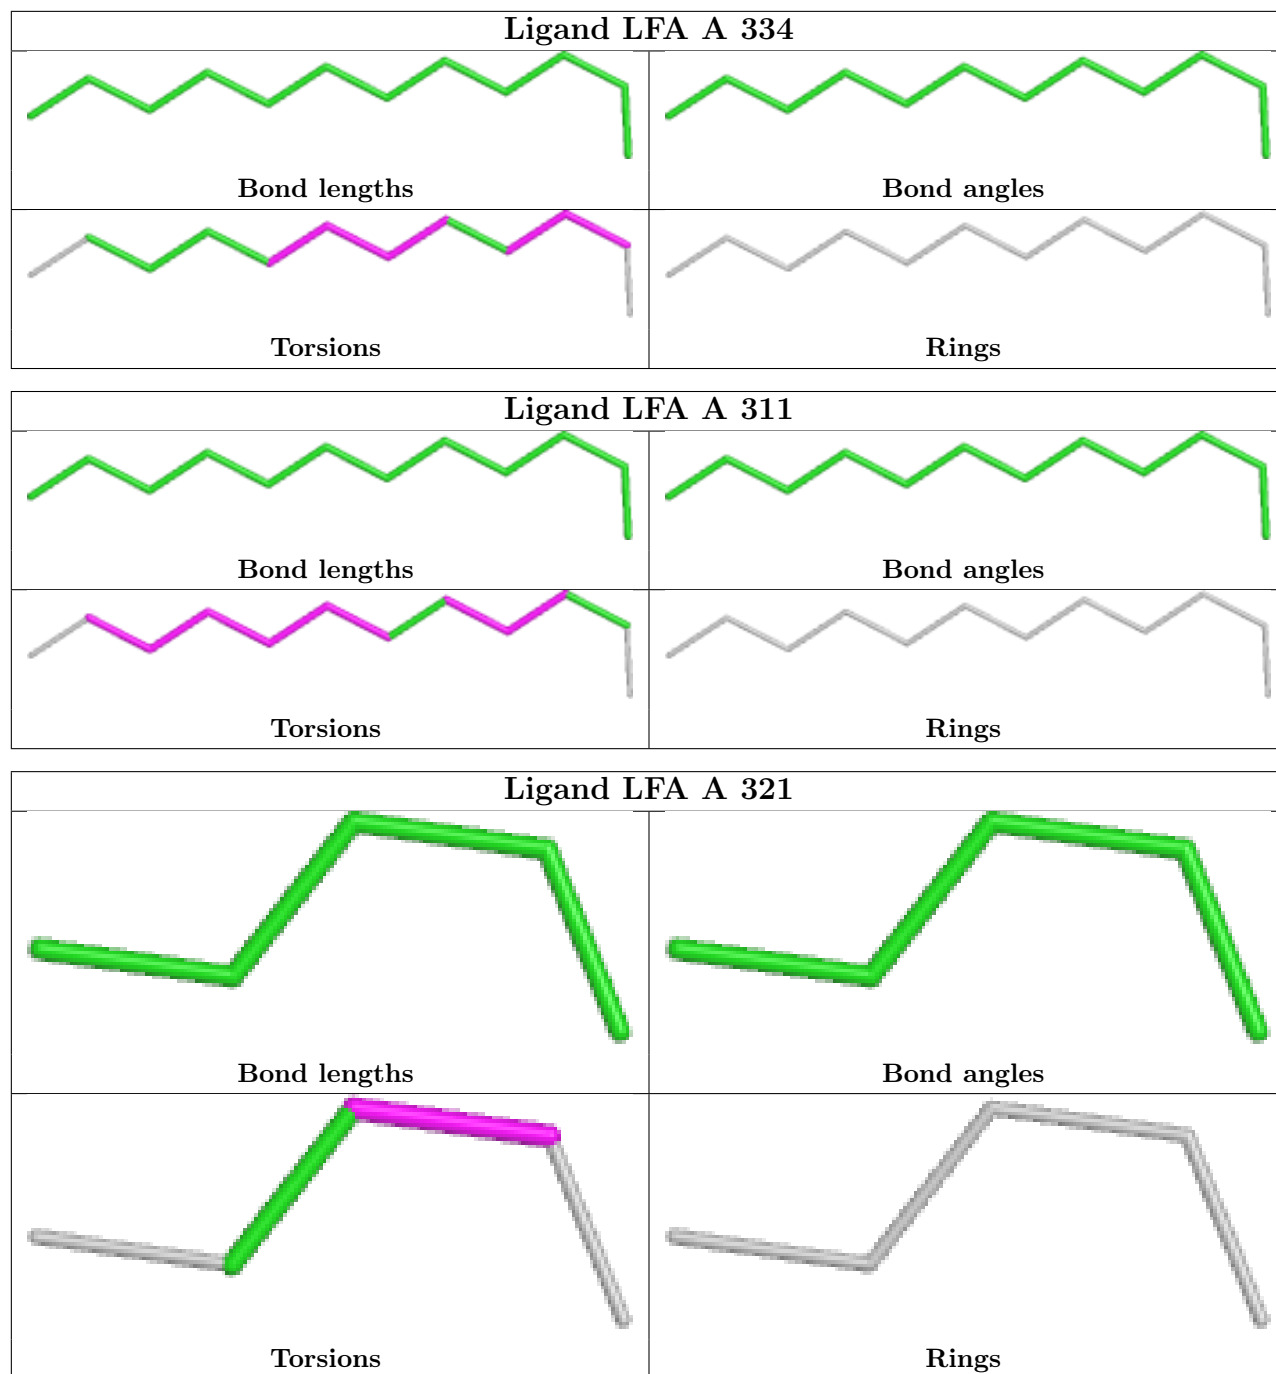 Ligand LFA A 334
Bond lengths
Bond angles
Torsions
Rings
Ligand LFA A 311
Bond lengths
Bond angles
Torsions
Rings
Ligand LFA A 321
Bond lengths
Bond angles
Torsions
Rings